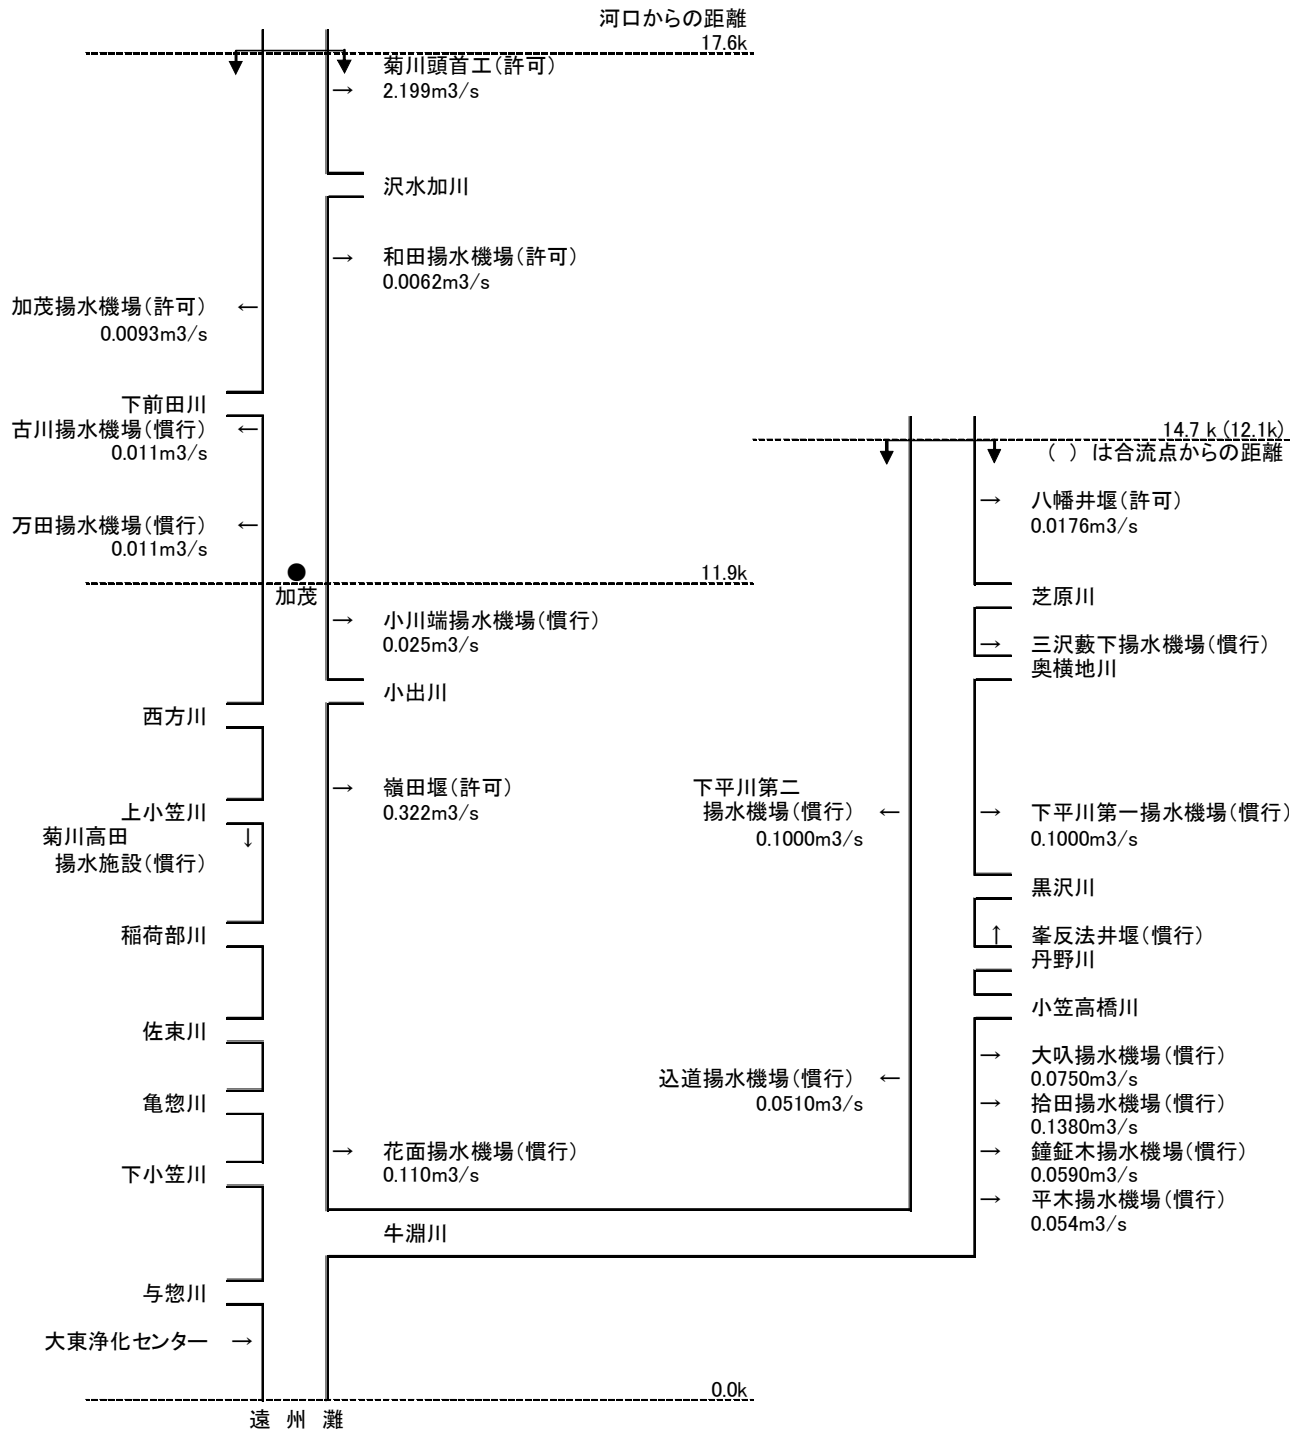 河口からの距離
17.6k
菊川頭首工(許可)
2.199m3/s
沢水加川
和田揚水機場(許可)
0.0062m3/s
加茂揚水機場(許可)
0.0093m3/s
下前田川
古川揚水機場(慣行)
0.011m3/s
万田揚水機場(慣行)
0.011m3/s
11.9k
加茂
小川端揚水機場(慣行)
0.025m3/s
小出川
西方川
嶺田堰(許可)
0.322m3/s
上小笠川
菊川高田
揚水施設(慣行)
稲荷部川
佐束川
亀惣川
花面揚水機場(慣行)
0.110m3/s
下小笠川
牛淵川
与惣川
大東浄化センター
0.0k
遠 州 灘
14.7 k (12.1k)
( ) は合流点からの距離
八幡井堰(許可)
0.0176m3/s
芝原川
三沢藪下揚水機場(慣行)
奥横地川
下平川第二
揚水機場(慣行)
0.1000m3/s
下平川第一揚水機場(慣行)
0.1000m3/s
黒沢川
峯反法井堰(慣行)
丹野川
小笠高橋川
大叺揚水機場(慣行)
0.0750m3/s
込道揚水機場(慣行)
0.0510m3/s
拾田揚水機場(慣行)
0.1380m3/s
鐘鉦木揚水機場(慣行)
0.0590m3/s
平木揚水機場(慣行)
0.054m3/s